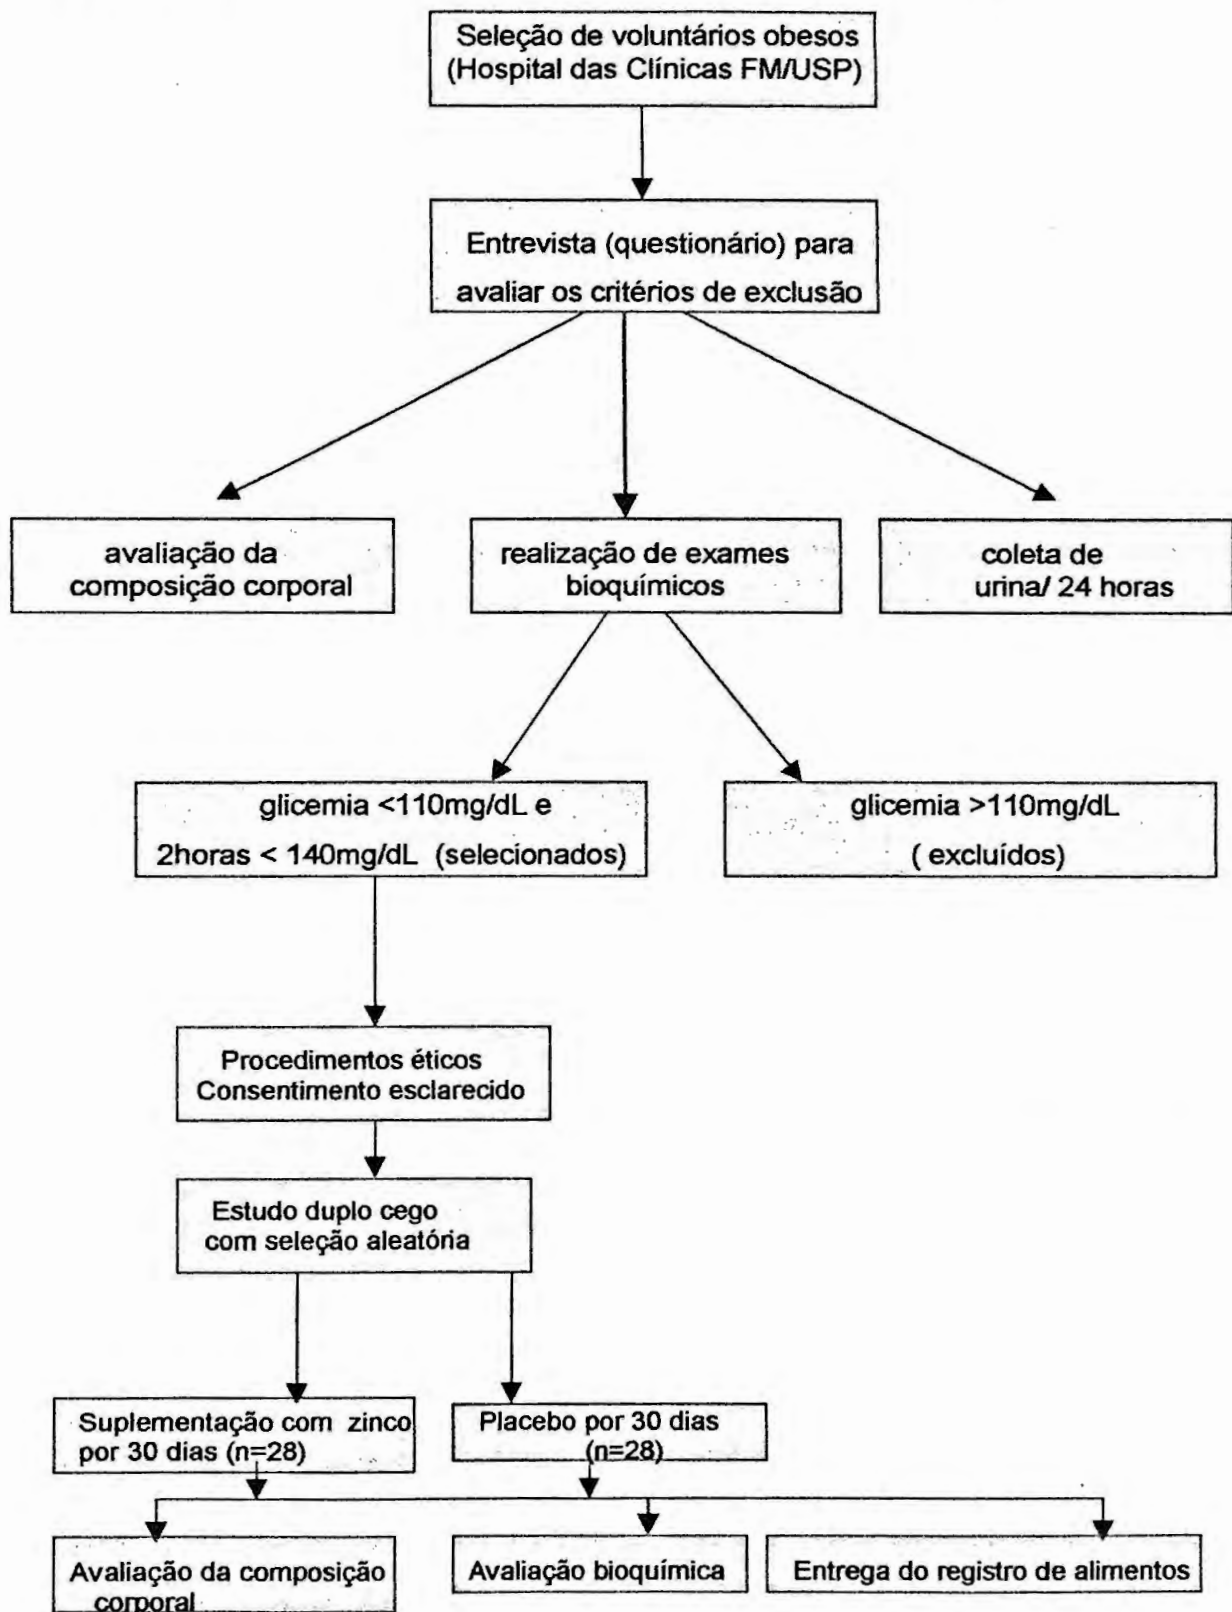 Seleção de voluntários obesos
(Hospital das Clínicas FM/USP)
Entrevista (questionário) para
avaliar os critérios de exclusão
avaliação da
composição corporal
realização de exames
bioquímicos
coleta de
urina/ 24 horas
glicemia <110mg/dL e
2horas < 140mg/dL (selecionados)
glicemia >110mg/dL
( excluídos)
Procedimentos éticos
Consentimento esclarecido
Estudo duplo cego
com seleção aleatória
Suplementação com zinco
por 30 dias (n=28)
Placebo por 30 dias
(n=28)
Avaliação da composição
corporal
Avaliação bioquímica
Entrega do registro de alimentos